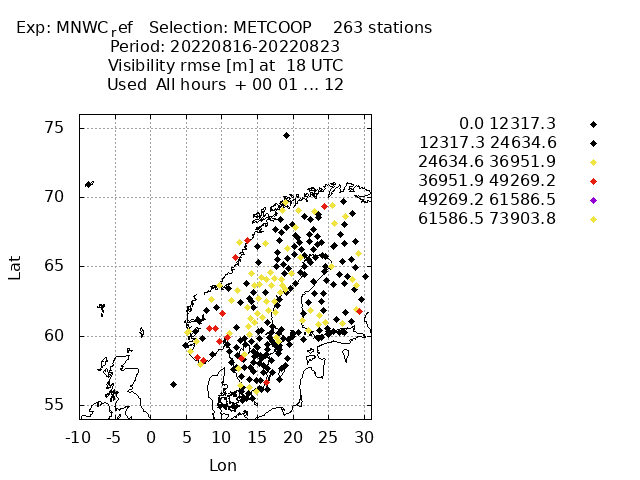 Exp: MNWCref Selection: METCOOP 263 stations
Period: 20220816-20220823
Visibility rmse [m] at 18 UTC
Used All hours + 00 01 ... 12
0.0 12317.3
12317.3 24634.6
24634.6 36951.9
36951.9 49269.2
49269.2 61586.5
61586.5 73903.8
75
70
65
60
55
Lat
-10 -5 0 5 10 15 20 25 30
Lon